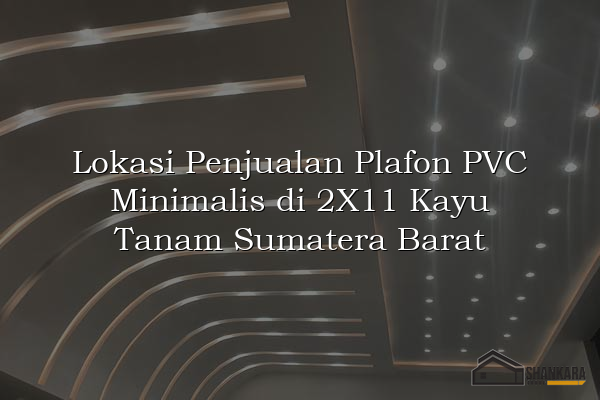 Lokasi Penjualan Plafon PVC
Minimalis di 2X11 Kayu
Tanam Sumatera Barat
SHANKARA